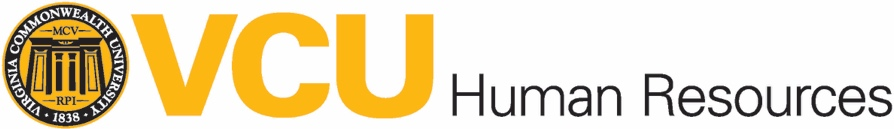 VIRGINIA COMMONWEALTH UNIVERSITY
MCV
RPI
· 1838 ·
VCU Human Resources